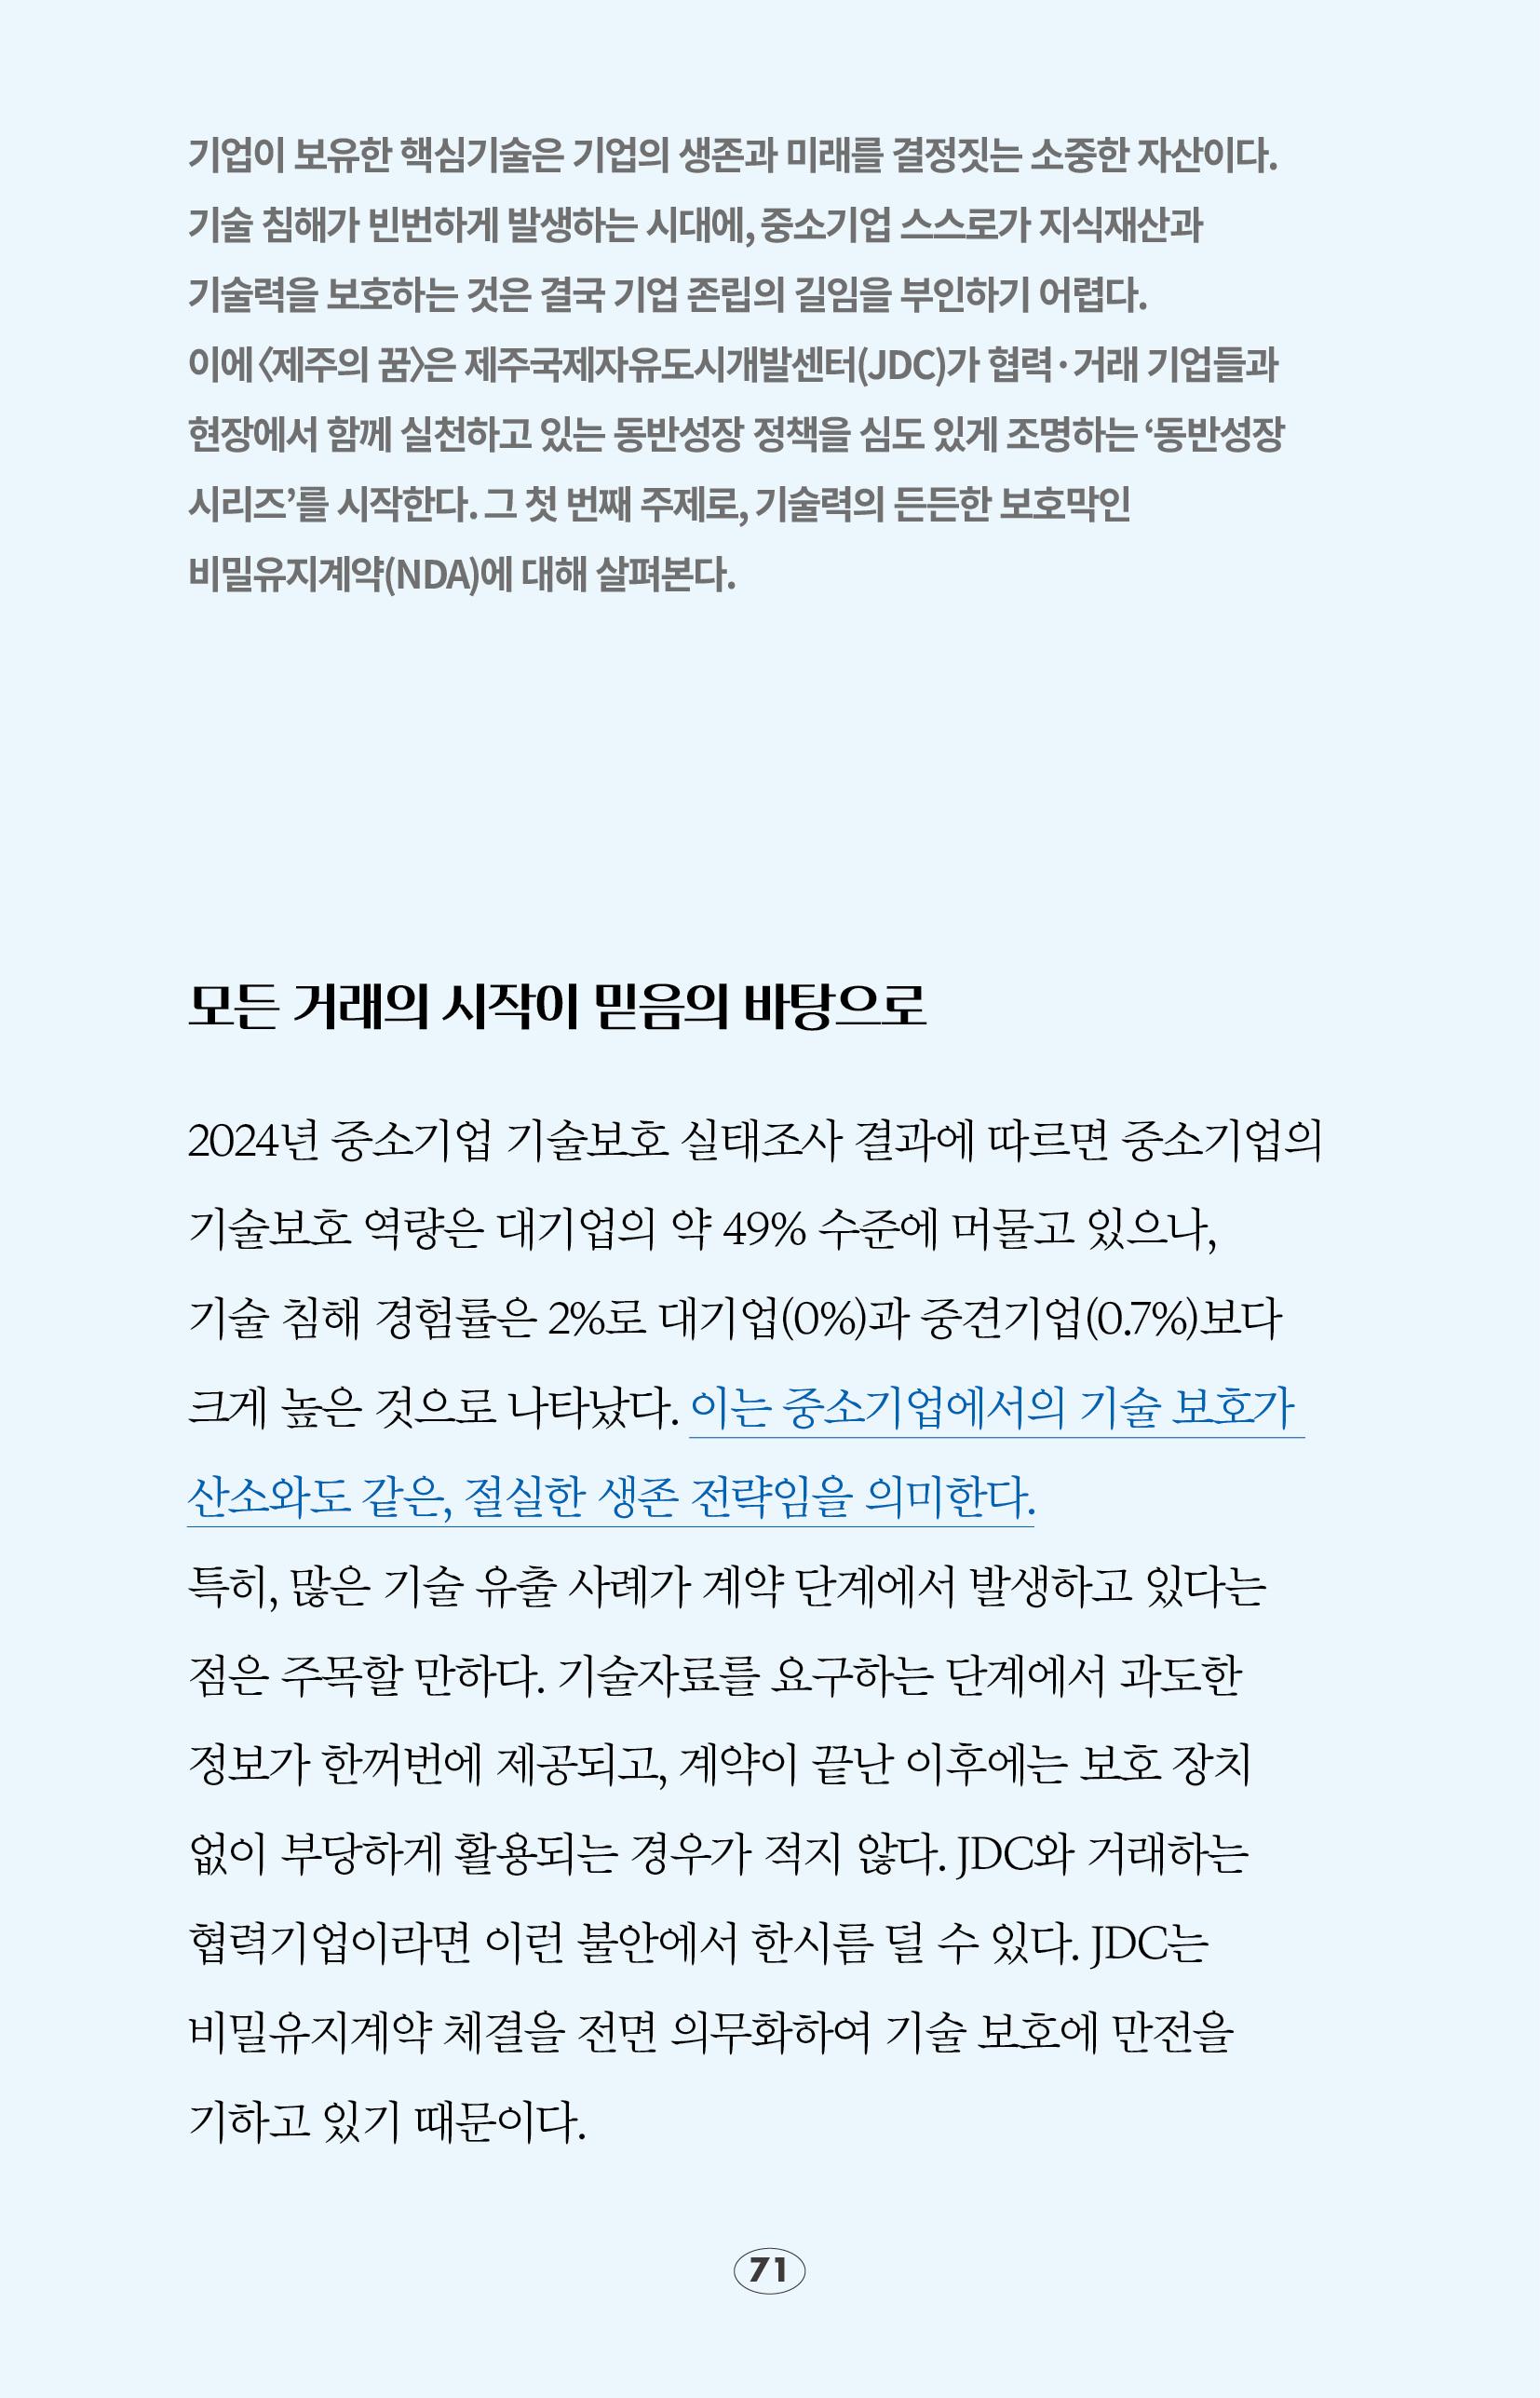 기업이 보유한 핵심기술은 기업의 생존과 미래를 결정짓는 소중한 자산이다.
기술 침해가 빈번하게 발생하는 시대에, 중소기업 스스로가 지식재산과
기술력을 보호하는 것은 결국 기업 존립의 길임을 부인하기 어렵다.
이에 〈제주의 꿈〉은 제주국제자유도시개발센터(JDC)가 협력·거래 기업들과
현장에서 함께 실천하고 있는 동반성장 정책을 심도 있게 조명하는 ‘동반성장
시리즈’를 시작한다. 그 첫 번째 주제로, 기술력의 든든한 보호막인
비밀유지계약(NDA)에 대해 살펴본다.
모든 거래의 시작이 믿음의 바탕으로
2024년 중소기업 기술보호 실태조사 결과에 따르면 중소기업의
기술보호 역량은 대기업의 약 49% 수준에 머물고 있으나,
기술 침해 경험률은 2%로 대기업(0%)과 중견기업(0.7%)보다
크게 높은 것으로 나타났다. 이는 중소기업에서의 기술 보호가
산소와도 같은, 절실한 생존 전략임을 의미한다.
특히, 많은 기술 유출 사례가 계약 단계에서 발생하고 있다는
점은 주목할 만하다. 기술자료를 요구하는 단계에서 과도한
정보가 한꺼번에 제공되고, 계약이 끝난 이후에는 보호 장치
없이 부당하게 활용되는 경우가 적지 않다. JDC와 거래하는
협력기업이라면 이런 불안에서 한시름 덜 수 있다. JDC는
비밀유지계약 체결을 전면 의무화하여 기술 보호에 만전을
기하고 있기 때문이다.
71